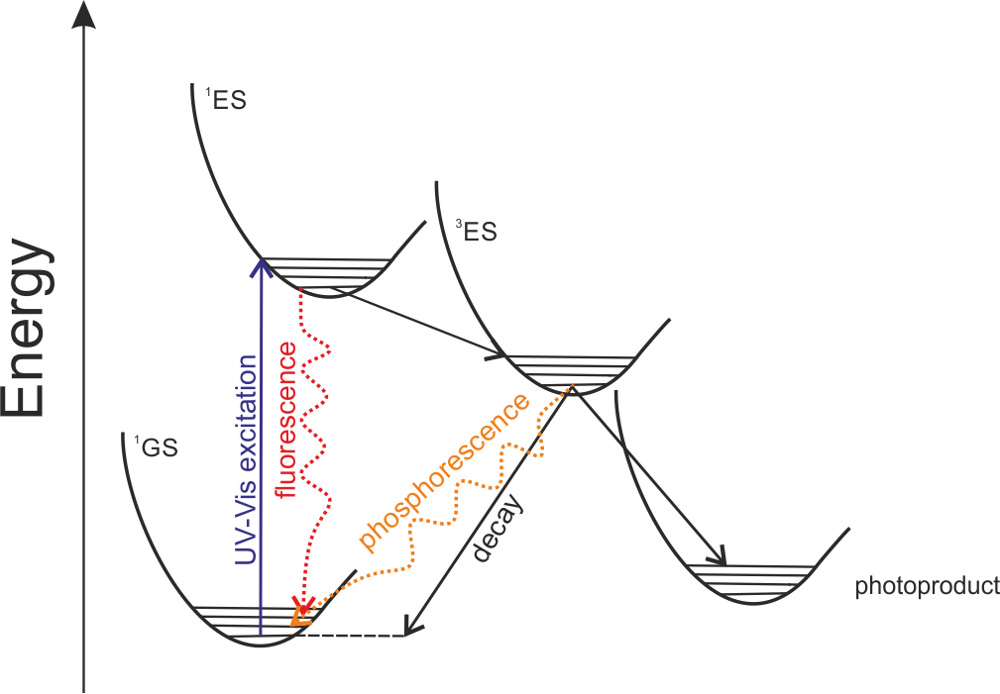 Energy
¹ES
³ES
¹GS
UV-Vis excitation
fluorescence
phosphorescence
decay
photoproduct